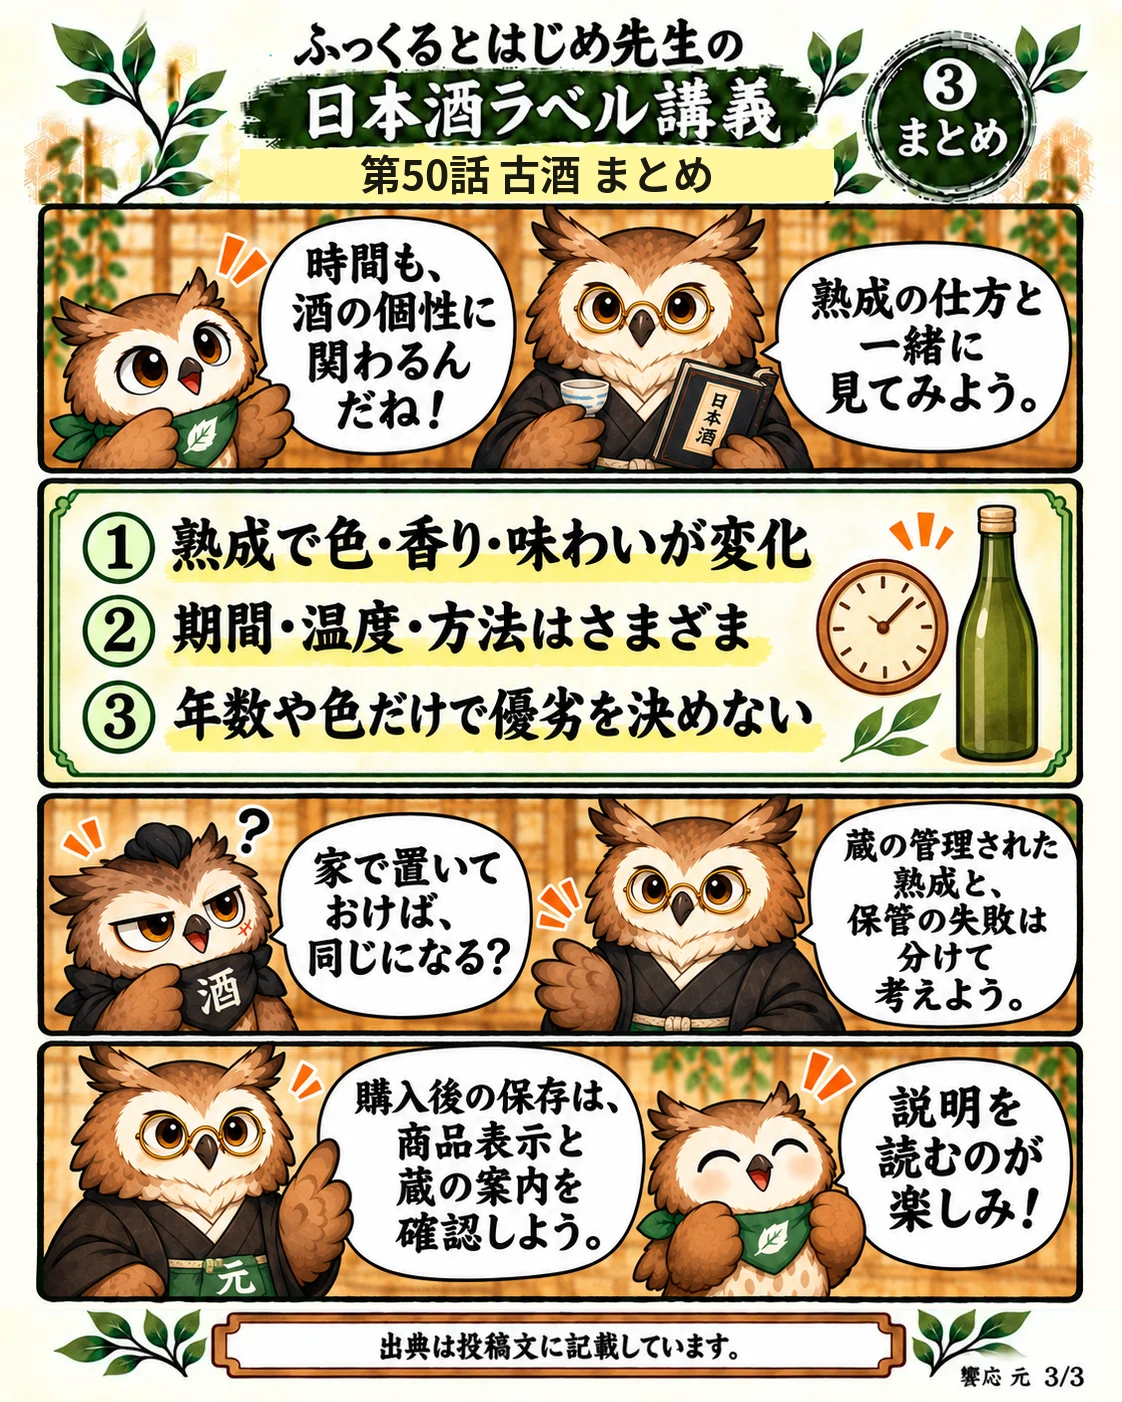 ふっくるとはじめ先生の
日本酒ラベル講義
3
まとめ
第50話 古酒 まとめ
時間も、
酒の個性に
関わるん
だね!
日本酒
熟成の仕方と
一緒に
見てみよう。
1 熟成で色・香り・味わいが変化
2 期間・温度・方法はさまざま
3 年数や色だけで優劣を決めない
?
酒
家で置いて
おけば、
同じになる?
蔵の管理された
熟成と、
保管の失敗は
分けて
考えよう。
元
購入後の保存は、
商品表示と
蔵の案内を
確認しよう。
説明を
読むのが
楽しみ!
出典は投稿文に記載しています。
饗応 元 3/3